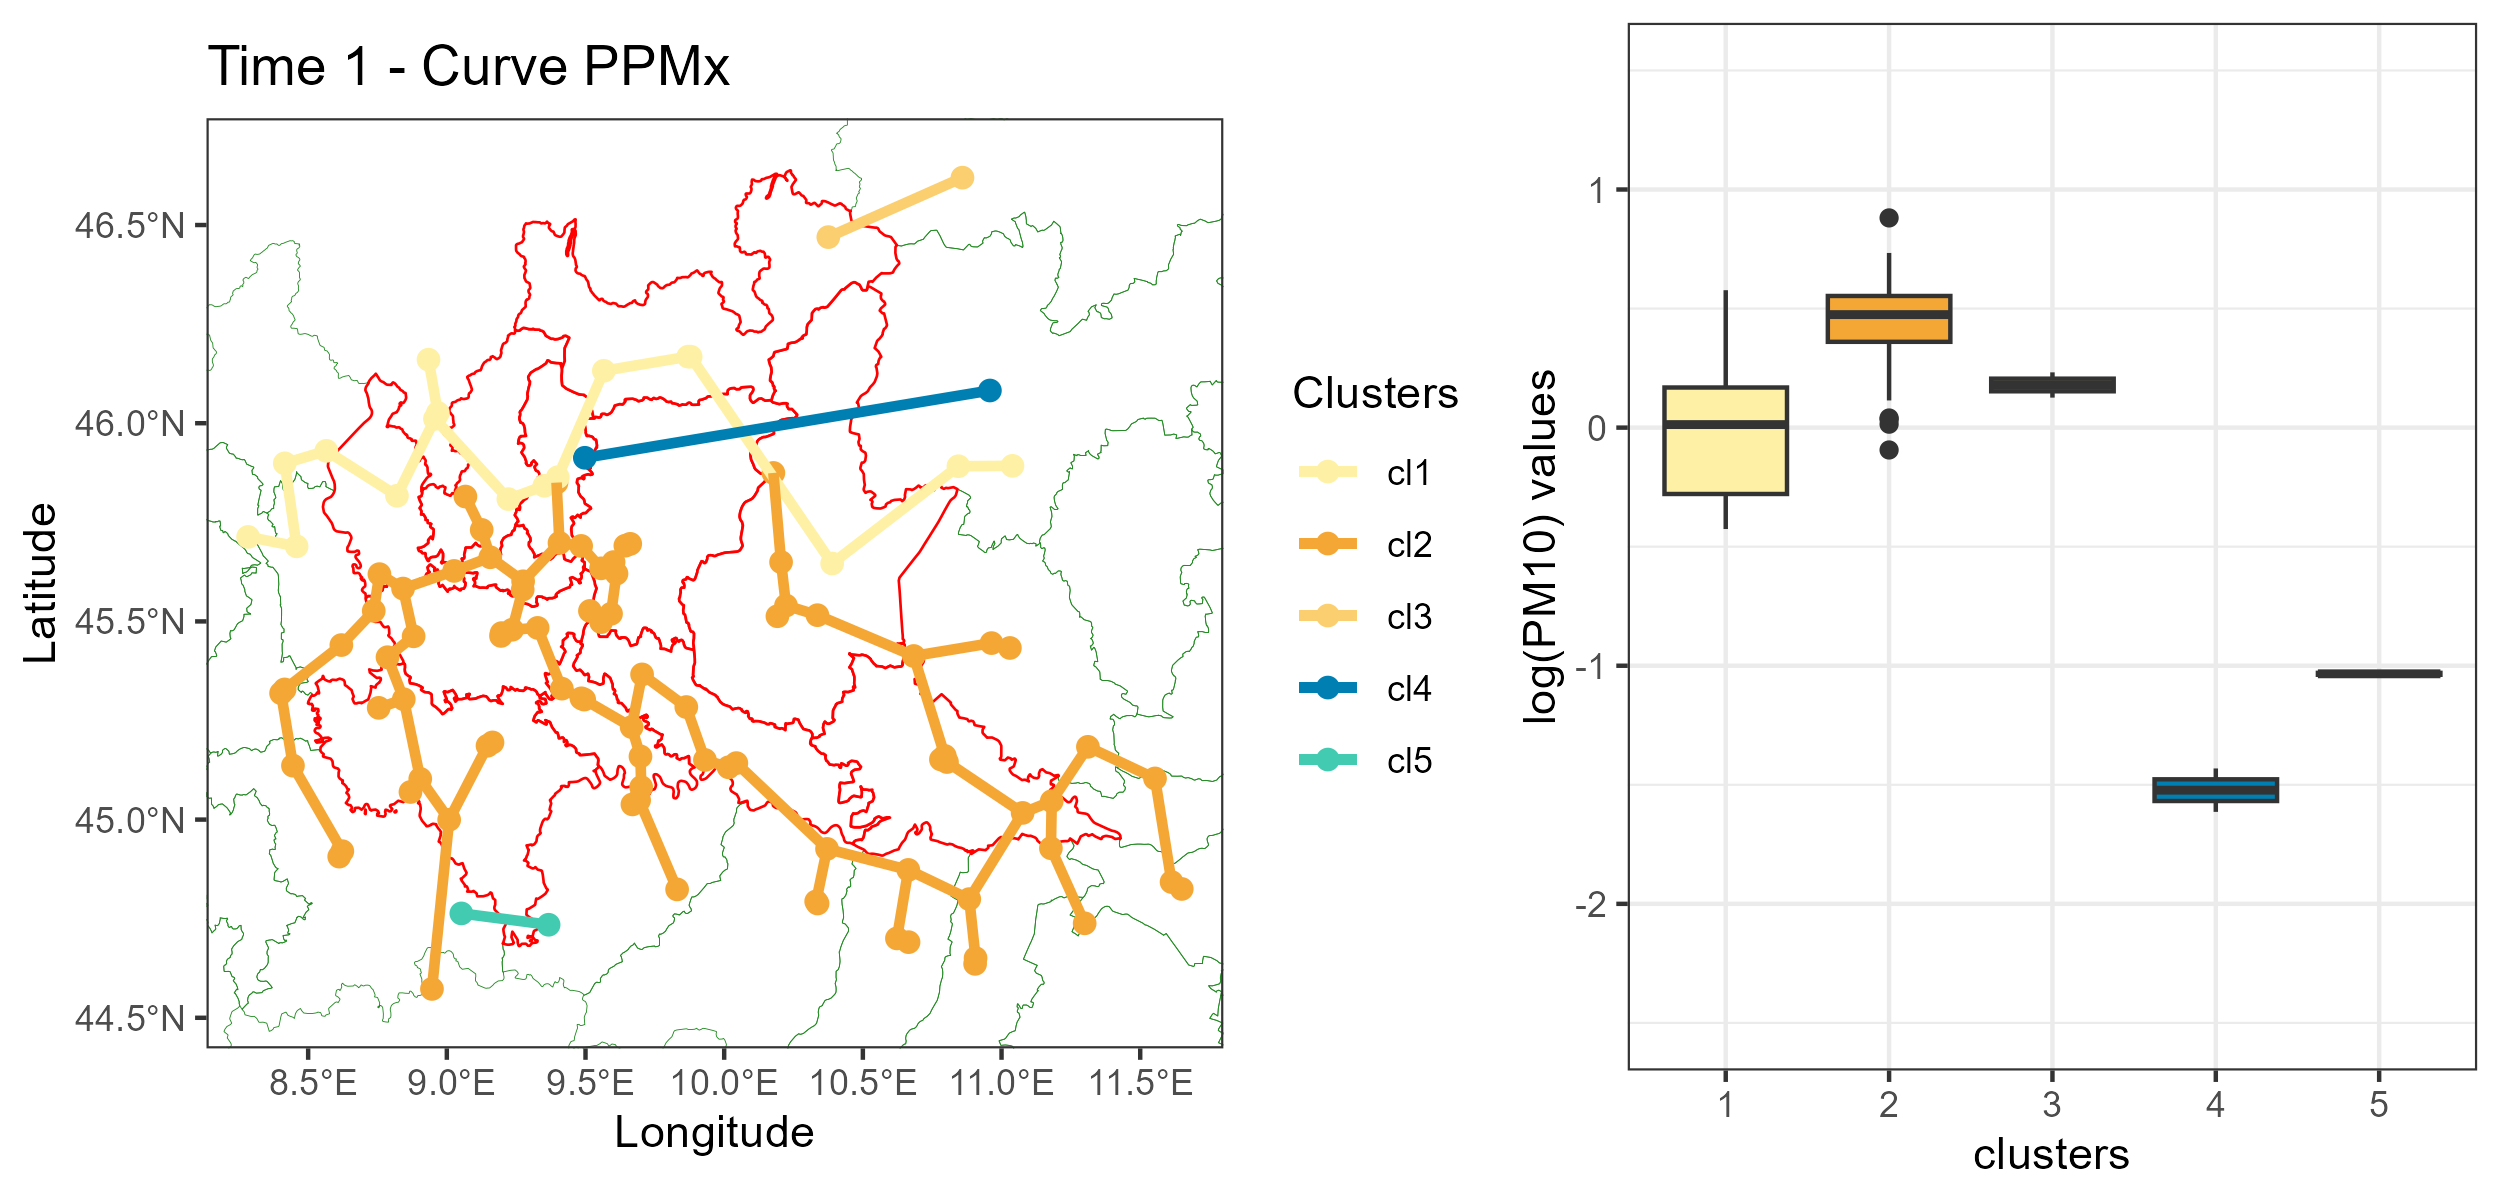 Time 1 - Curve PPMx
46.5°N
46.0°N
45.5°N
45.0°N
44.5°N
Latitude
8.5°E 9.0°E 9.5°E 10.0°E 10.5°E 11.0°E 11.5°E
Longitude
Clusters
cl1
cl2
cl3
cl4
cl5
log(PM10) values
1
0
-1
-2
1 2 3 4 5
clusters